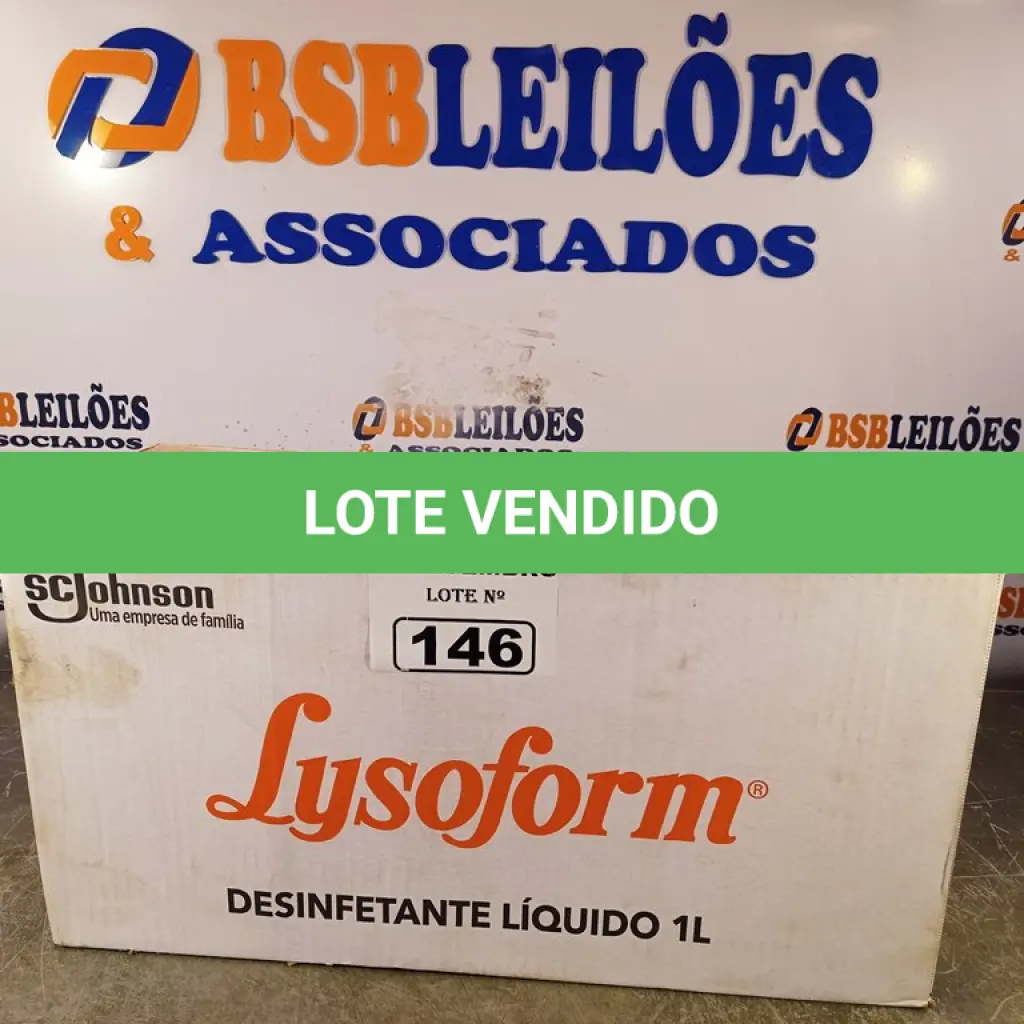 BSBLEILÕES
& ASSOCIADOS
BLEILÕES
SOCIADOS
BSBLEILÕES
BSBLEILÕES
LOTE VENDIDO
SCJohnson
Uma empresa de família
LOTE Nº
146
Lysoform®
DESINFETANTE LÍQUIDO 1L